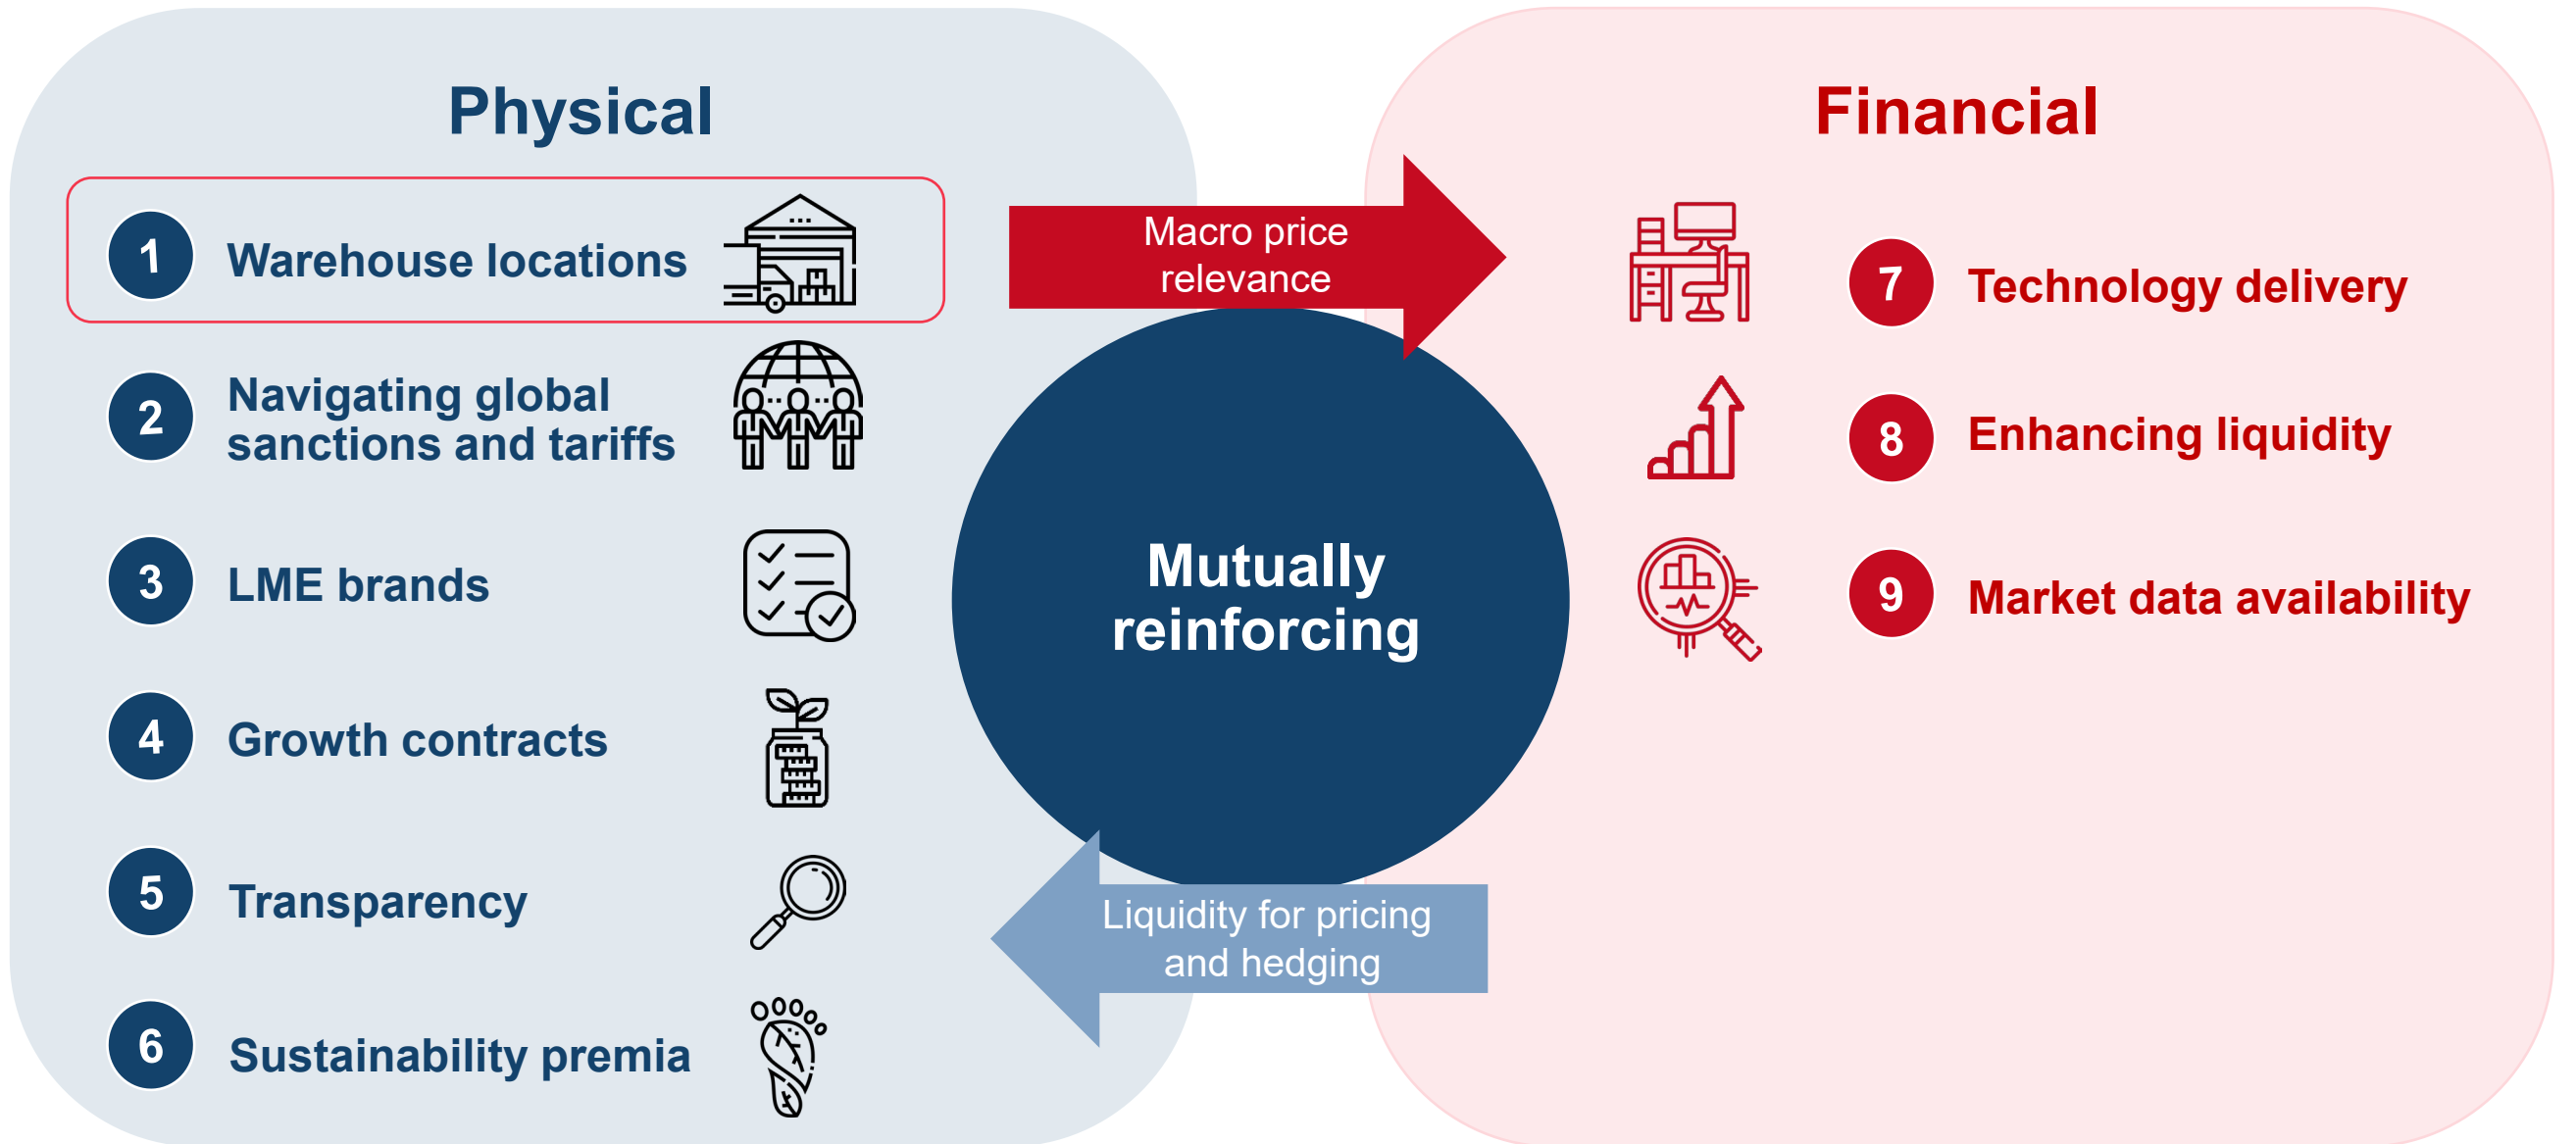 Physical
1
Warehouse locations
2
Navigating global
sanctions and tariffs
3
LME brands
4
Growth contracts
5
Transparency
6
Sustainability premia
Macro price
relevance
Mutually
reinforcing
Liquidity for pricing
and hedging
Financial
7
Technology delivery
8
Enhancing liquidity
9
Market data availability